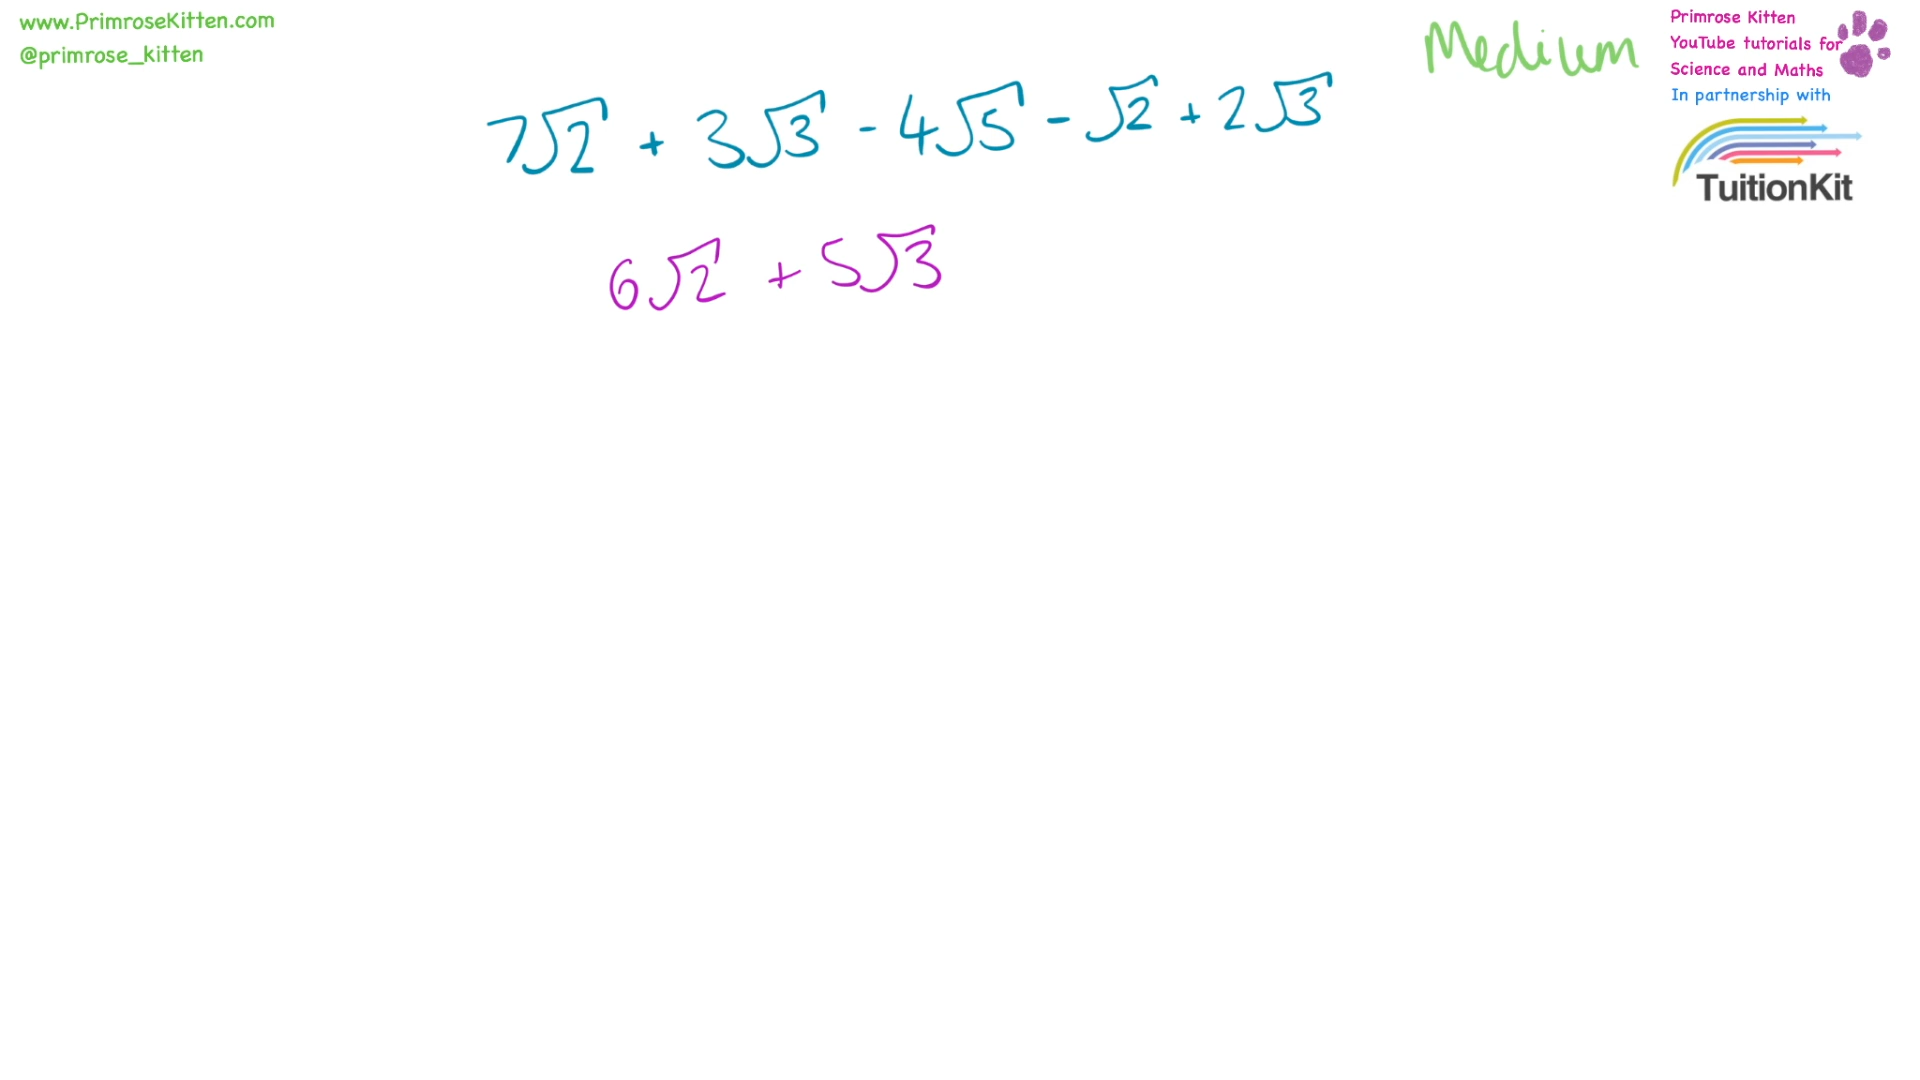 www.PrimroseKitten.com
@primrose_kitten
Medium
Primrose Kitten
YouTube tutorials for
Science and Maths
In partnership with
TuitionKit
7√2 + 3√3 - 4√5 - √2 + 2√3
6√2 + 5√3